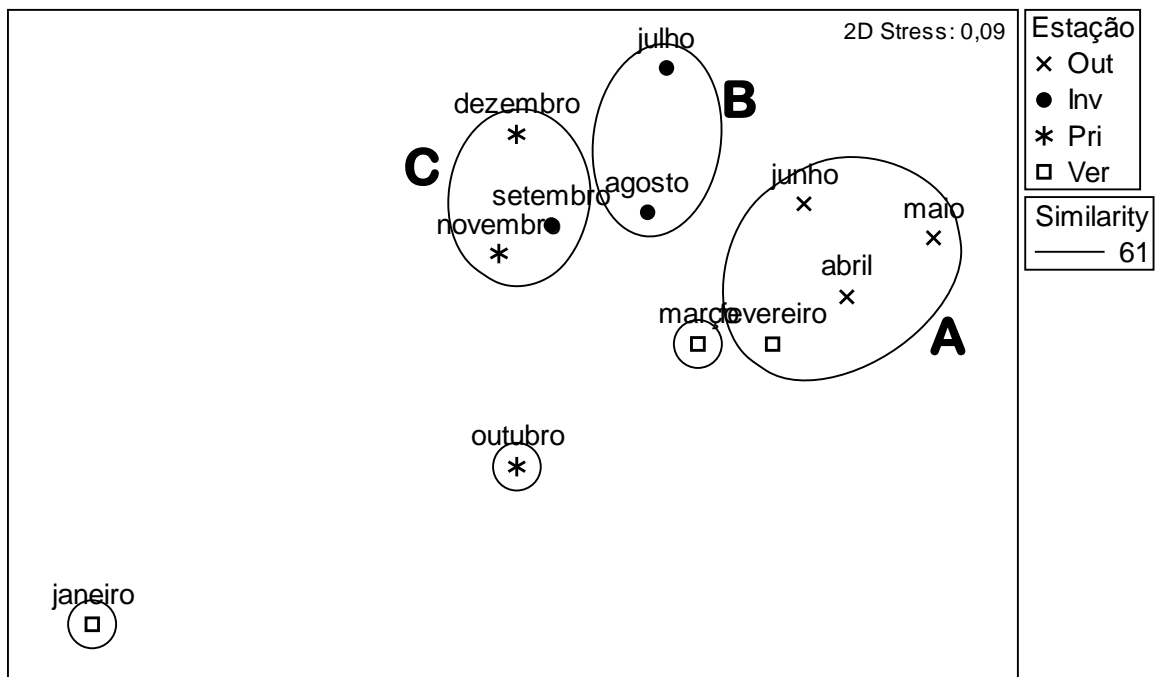 2D Stress: 0,09
julho
B
dezembro
C
setembro
agosto
novembro
junho
maio
abril
março
fevereiro
A
outubro
janeiro
Estação
Out
Inv
Pri
Ver
Similarity
61